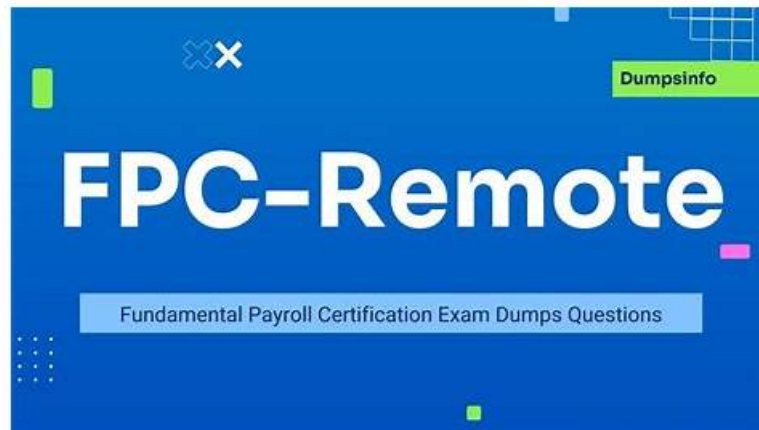 Dumpsinfo
FPC-Remote
Fundamental Payroll Certification Exam Dumps Questions